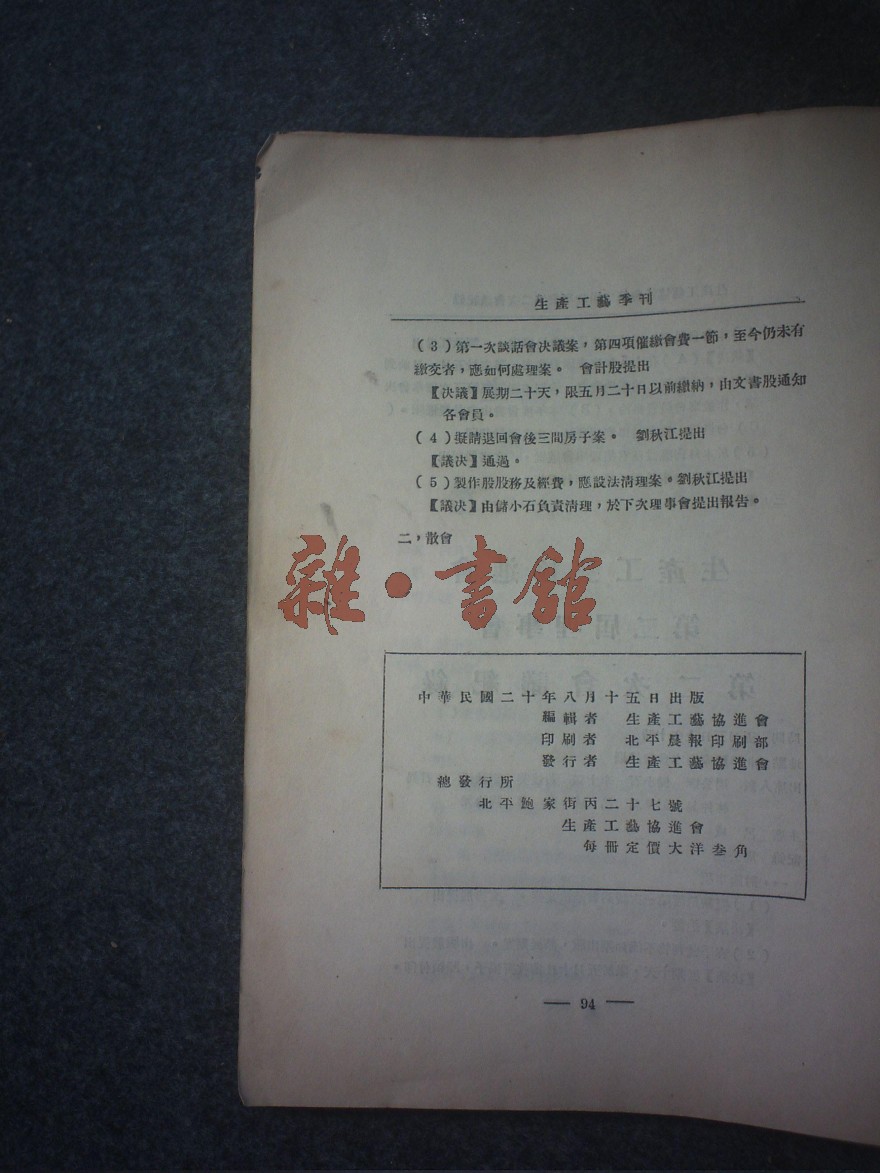 生產工藝季刊
（3）第一次談話會決議案，第四項催繳會費一節，至今仍未有
繳交者，應如何處理案。 會計股提出
【決議】展期二十天，限五月二十日以前繳納，由文書股通知
各會員。
（4）擬請退回會後三間房子案。 劉秋江提出
【議決】通過。
（5）製作股股務及經費，應設法清理案。劉秋江提出
【議決】由儲小石負責清理，於下次理事會提出報告。
二，散會
雜·書館
中華民國二十年八月十五日出版
編輯者 生產工藝協進會
印刷者 北平晨報印刷部
發行者 生產工藝協進會
總發行所
北平鮑家街丙二十七號
生產工藝協進會
每冊定價大洋叁角
— 94 —